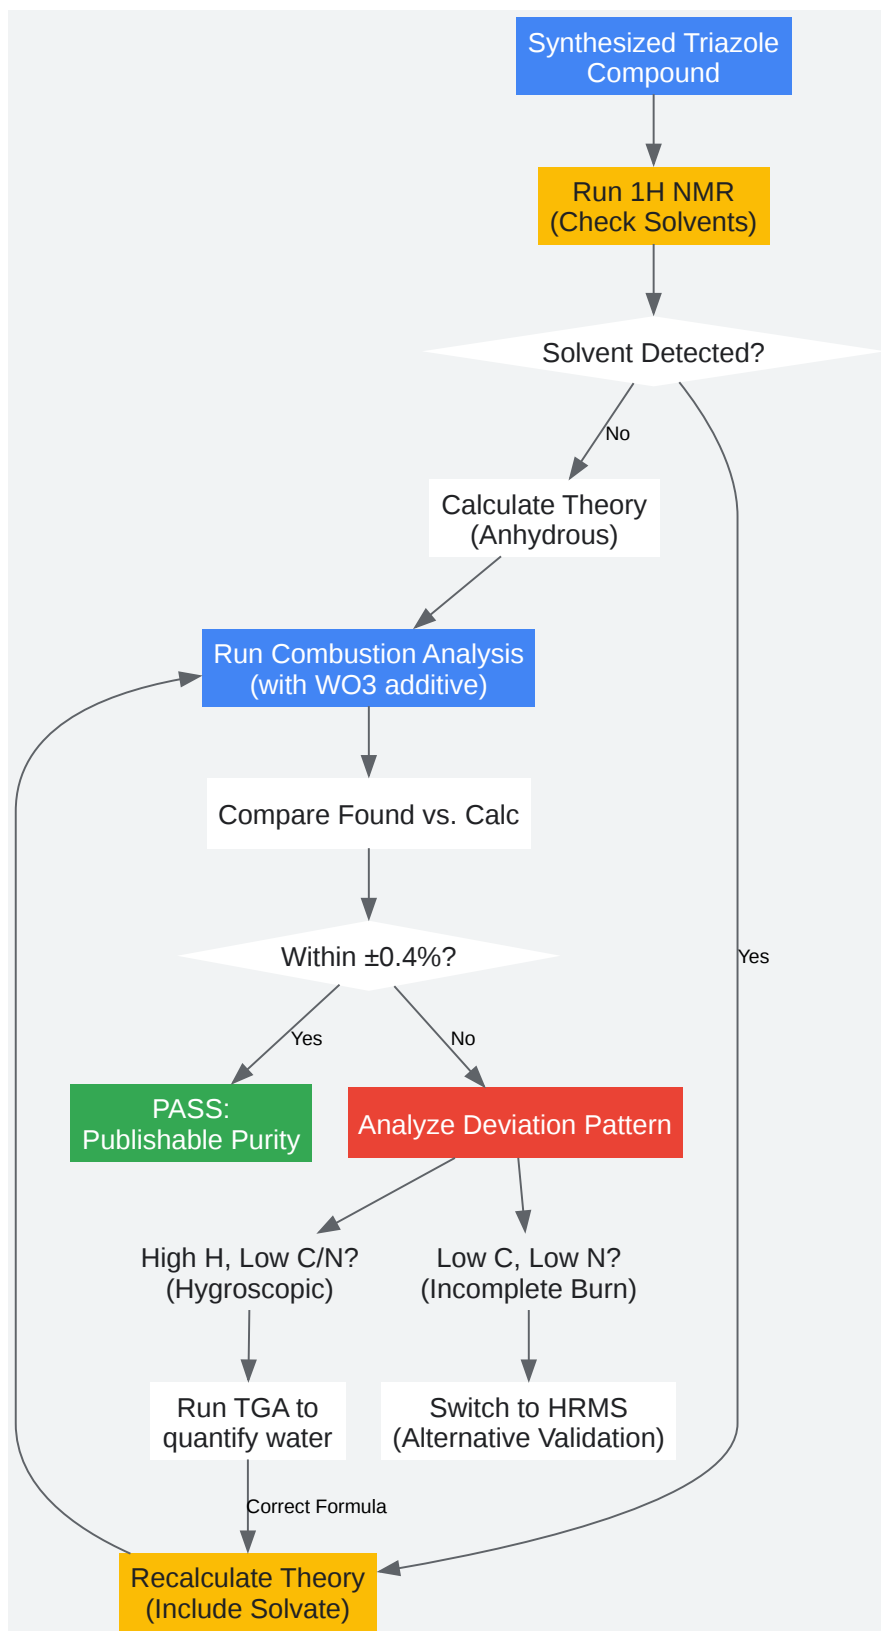 Synthesized Triazole
Compound
Run 1H NMR
(Check Solvents)
Solvent Detected?
No
Calculate Theory
(Anhydrous)
Run Combustion Analysis
(with WO3 additive)
Compare Found vs. Calc
Within ±0.4%?
Yes
Yes
No
PASS:
Publishable Purity
Analyze Deviation Pattern
High H, Low C/N?
(Hygroscopic)
Low C, Low N?
(Incomplete Burn)
Run TGA to
quantify water
Switch to HRMS
(Alternative Validation)
Correct Formula
Recalculate Theory
(Include Solvate)